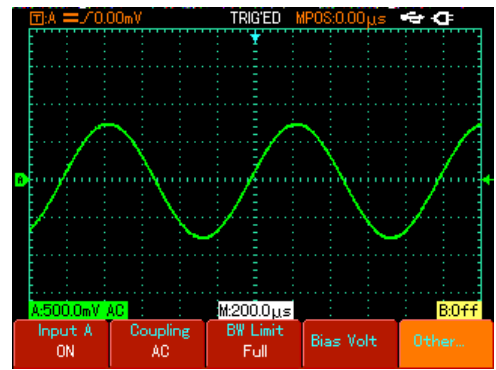 T:A 0.00mV TRIG'ED MPOS:0.00µs
A
A:500.0mV AC M:200.0µs B:Off
Input A Coupling BW Limit Bias Volt Other...
ON AC Full